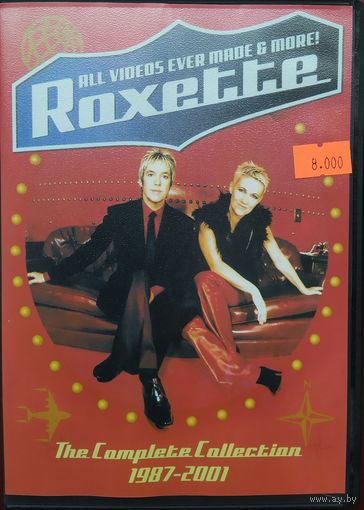 ALL VIDEOS EVER MADE & MORE!
Roxette
8.000
N
The Complete Collection
1987-2001
www.ay.by